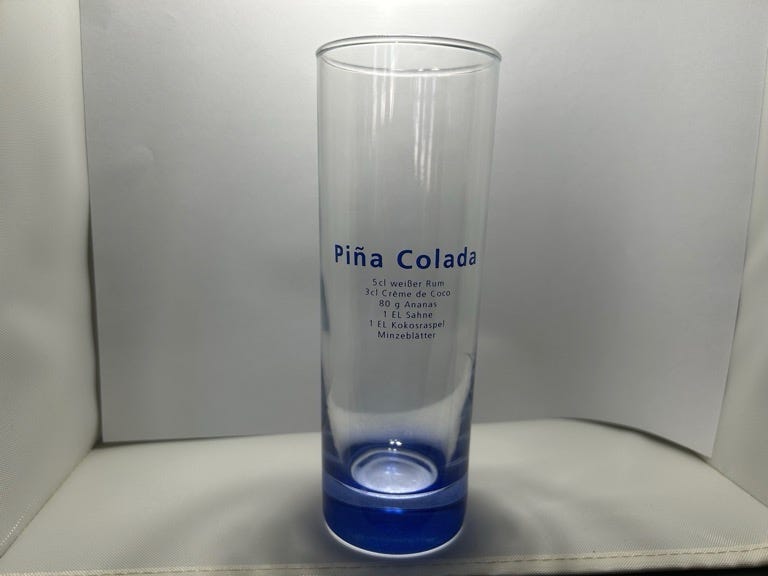 Piña Colada
5cl weißer Rum
3cl Crème de Coco
80 g Ananas
1 EL Sahne
1 EL Kokosraspel
Minzeblätter